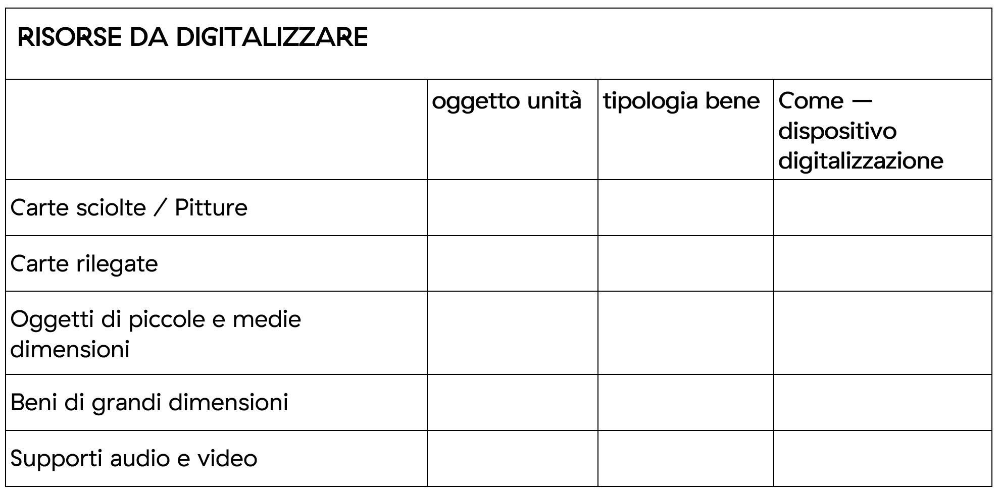 RISORSE DA DIGITALIZZARE
oggetto unità
tipologia bene
Come —
dispositivo
digitalizzazione
Carte sciolte / Pitture
Carte rilegate
Oggetti di piccole e medie
dimensioni
Beni di grandi dimensioni
Supporti audio e video